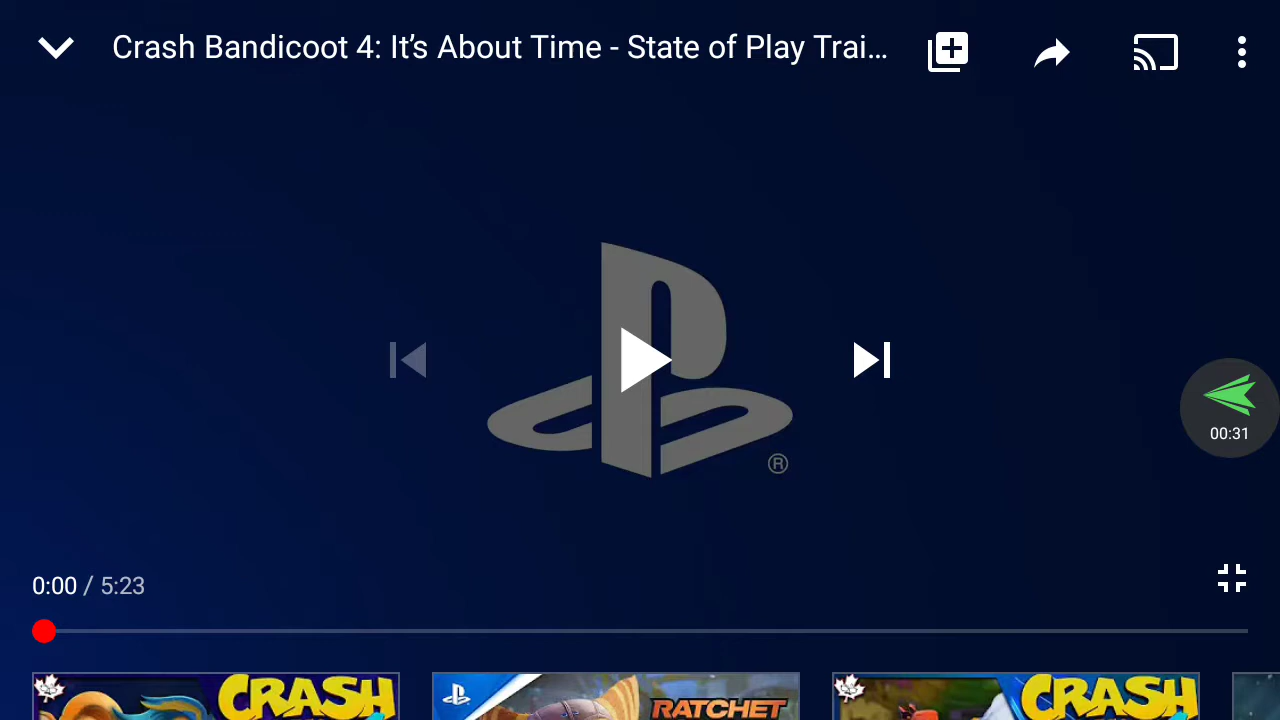 Crash Bandicoot 4: It’s About Time - State of Play Trai...
®
00:31
0:00 / 5:23
CRASH
RATCHET
CRASH